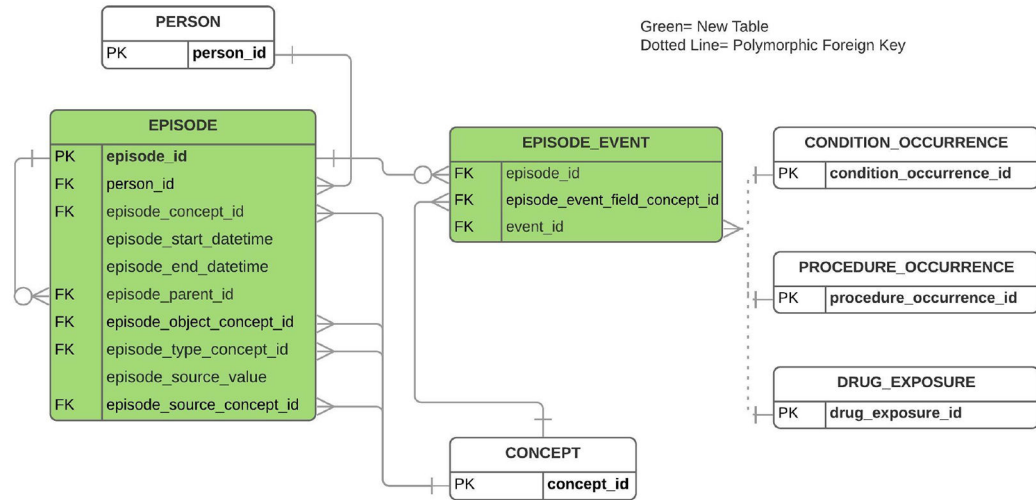 PERSON
PK person_id
Green= New Table
Dotted Line= Polymorphic Foreign Key
EPISODE
PK episode_id
FK person_id
FK episode_concept_id
episode_start_datetime
episode_end_datetime
FK episode_parent_id
FK episode_object_concept_id
FK episode_type_concept_id
episode_source_value
FK episode_source_concept_id
EPISODE_EVENT
FK episode_id
FK episode_event_field_concept_id
FK event_id
CONDITION_OCCURRENCE
PK condition_occurrence_id
PROCEDURE_OCCURRENCE
PK procedure_occurrence_id
DRUG_EXPOSURE
PK drug_exposure_id
CONCEPT
PK concept_id